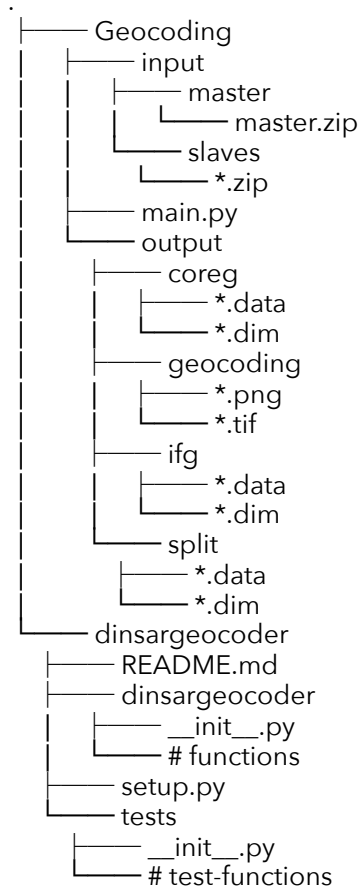 .
├── Geocoding
│   ├── input
│   │   ├── master
│   │   │   └── master.zip
│   │   └── slaves
│   │       └── *.zip
│   ├── main.py
│   └── output
│       ├── coreg
│       │   ├── *.data
│       │   └── *.dim
│       ├── geocoding
│       │   ├── *.png
│       │   └── *.tif
│       ├── ifg
│       │   ├── *.data
│       │   └── *.dim
│       └── split
│           ├── *.data
│           └── *.dim
└── dinsargeocoder
    ├── README.md
    ├── dinsargeocoder
    │   ├── __init__.py
    │   └── # functions
    ├── setup.py
    └── tests
        ├── __init__.py
        └── # test-functions